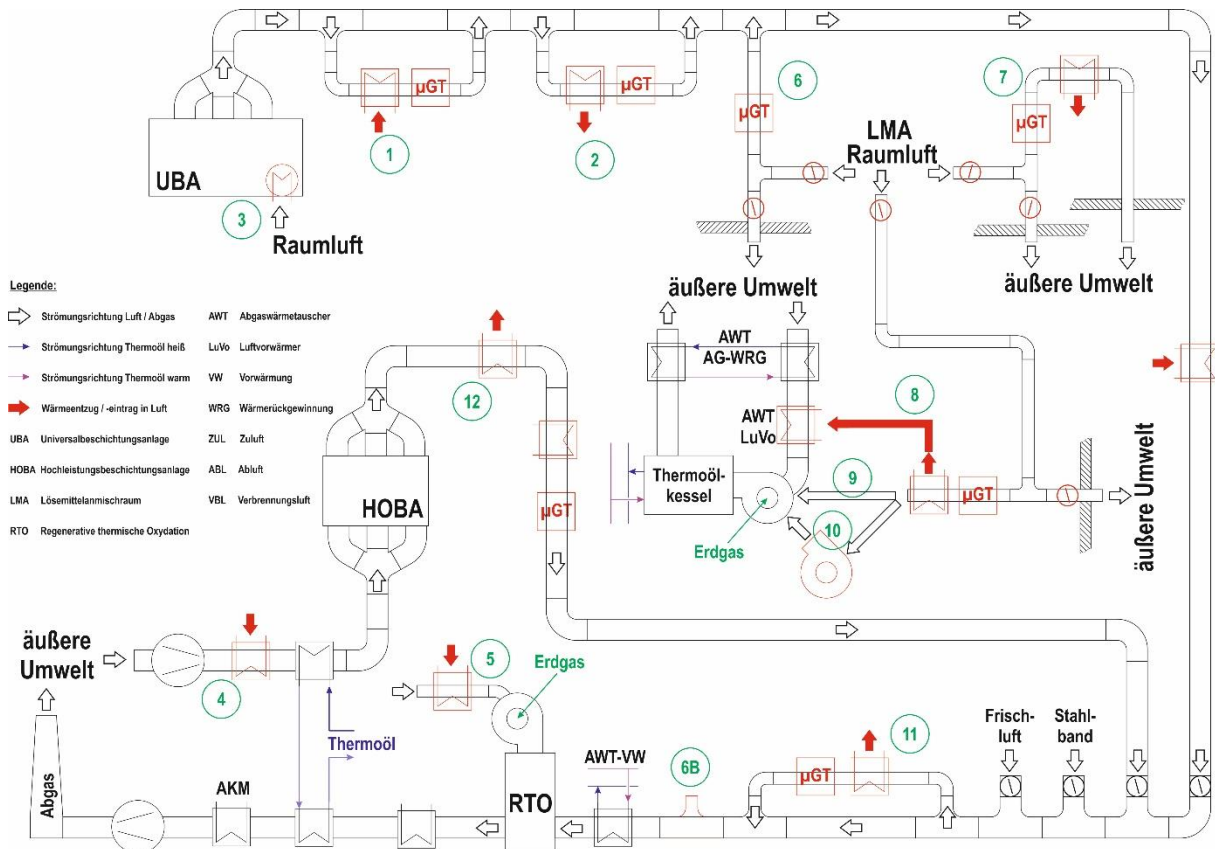 µGT
µGT
1
2
6
µGT
7
µGT
LMA
Raumluft
UBA
3
Raumluft
äußere Umwelt
äußere Umwelt
Legende:
Strömungsrichtung Luft / Abgas
AWT Abgaswärmetauscher
Strömungsrichtung Thermoöl heiß
LuVo Luftvorwärmer
Strömungsrichtung Thermoöl warm
VW Vorwärmung
Wärmeentzug / -eintrag in Luft
WRG Wärmerückgewinnung
UBA Universalbeschichtungsanlage
ZUL Zuluft
HOBA Hochleistungsbeschichtungsanlage
ABL Abluft
LMA Lösemittelanmischraum
VBL Verbrennungsluft
RTO Regenerative thermische Oxydation
12
HOBA
µGT
AWT
AG-WRG
AWT
LuVo
8
Thermoöl-
kessel
9
µGT
10
Erdgas
äußere Umwelt
äußere
Umwelt
4
5
Erdgas
Thermoöl
Abgas
AKM
RTO
AWT-VW
6B
µGT
11
Frisch-
luft
Stahl-
band